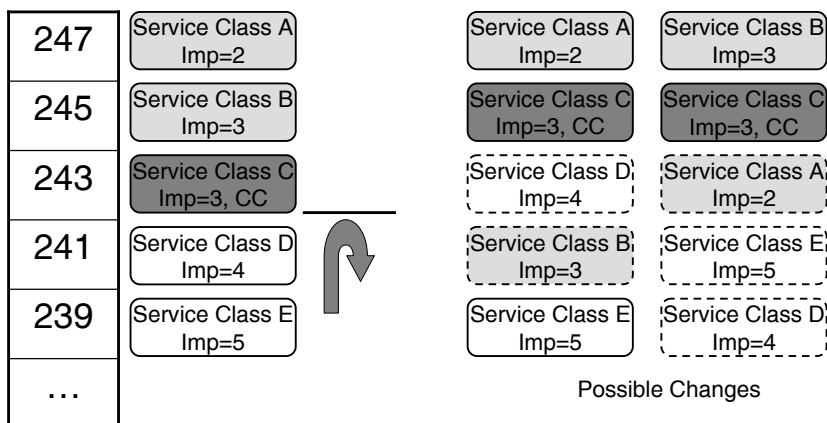 247
Service Class A
Imp=2
Service Class A
Imp=2
Service Class B
Imp=3
245
Service Class B
Imp=3
Service Class C
Imp=3, CC
Service Class C
Imp=3, CC
243
Service Class C
Imp=3, CC
Service Class D
Imp=4
Service Class A
Imp=2
241
Service Class D
Imp=4
Service Class B
Imp=3
Service Class E
Imp=5
239
Service Class E
Imp=5
Service Class E
Imp=5
Service Class D
Imp=4
...
Possible Changes